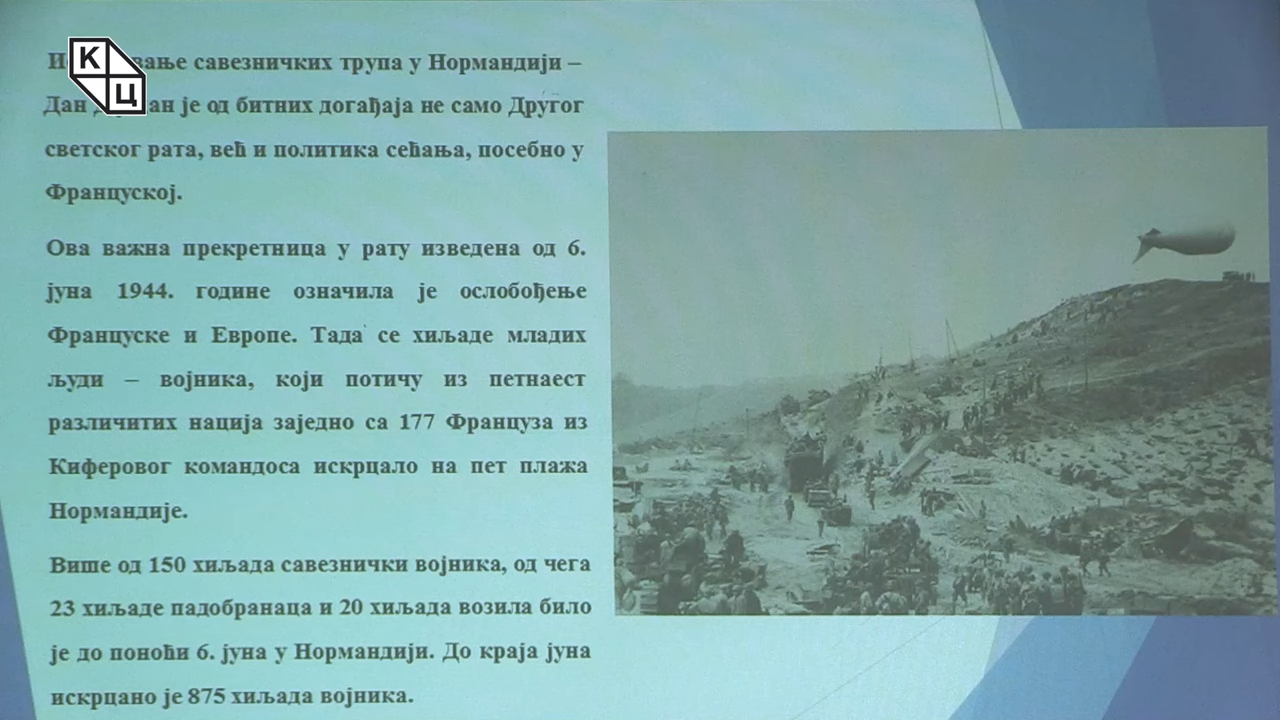 К
Ц
савезничких трупа у Нормандији –
Дан је од битних догађаја не само Другог
светског рата, већ и политика сећања, посебно у
Француској.
Ова важна прекретница у рату изведена од 6.
јуна 1944. године означила је ослобођење
Француске и Европе. Тада се хиљаде младих
људи – војника, који потичу из петнаест
различитих нација заједно са 177 Француза из
Киферовог командоса искрцало на пет плажа
Нормандије.
Више од 150 хиљада савезнички војника, од чега
23 хиљаде падобранаца и 20 хиљада возила било
је до поноћи 6. јуна у Нормандији. До краја јуна
искрцано је 875 хиљада војника.